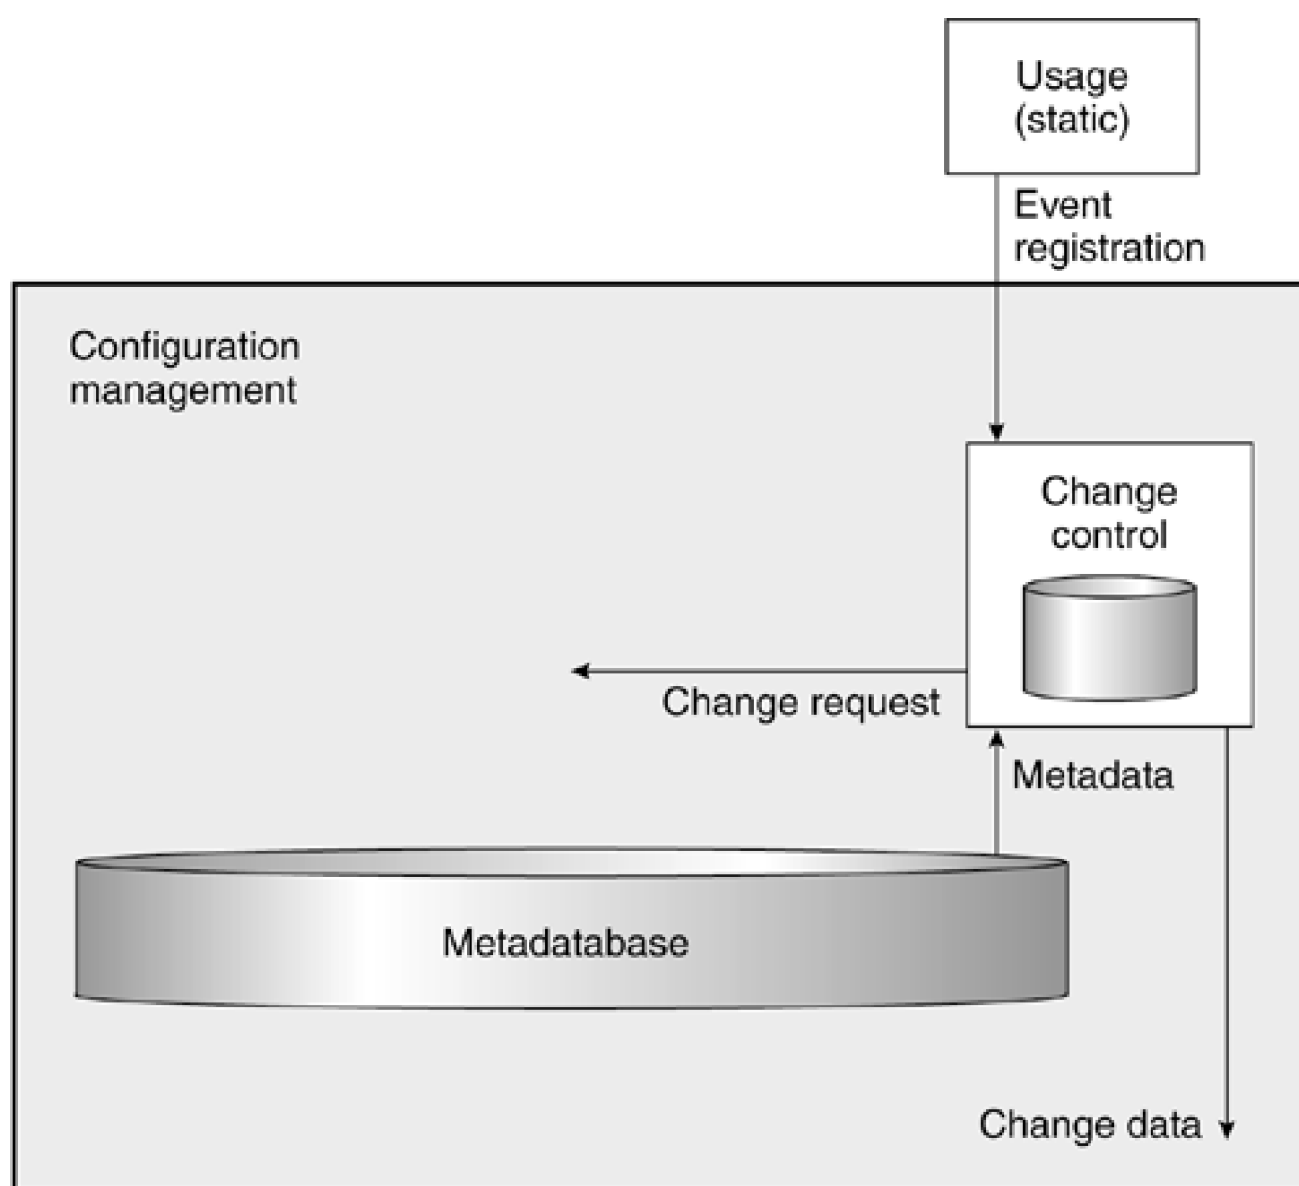 Usage
(static)
Event
registration
Configuration
management
Change
control
Change request
Metadata
Metadatabase
Change data